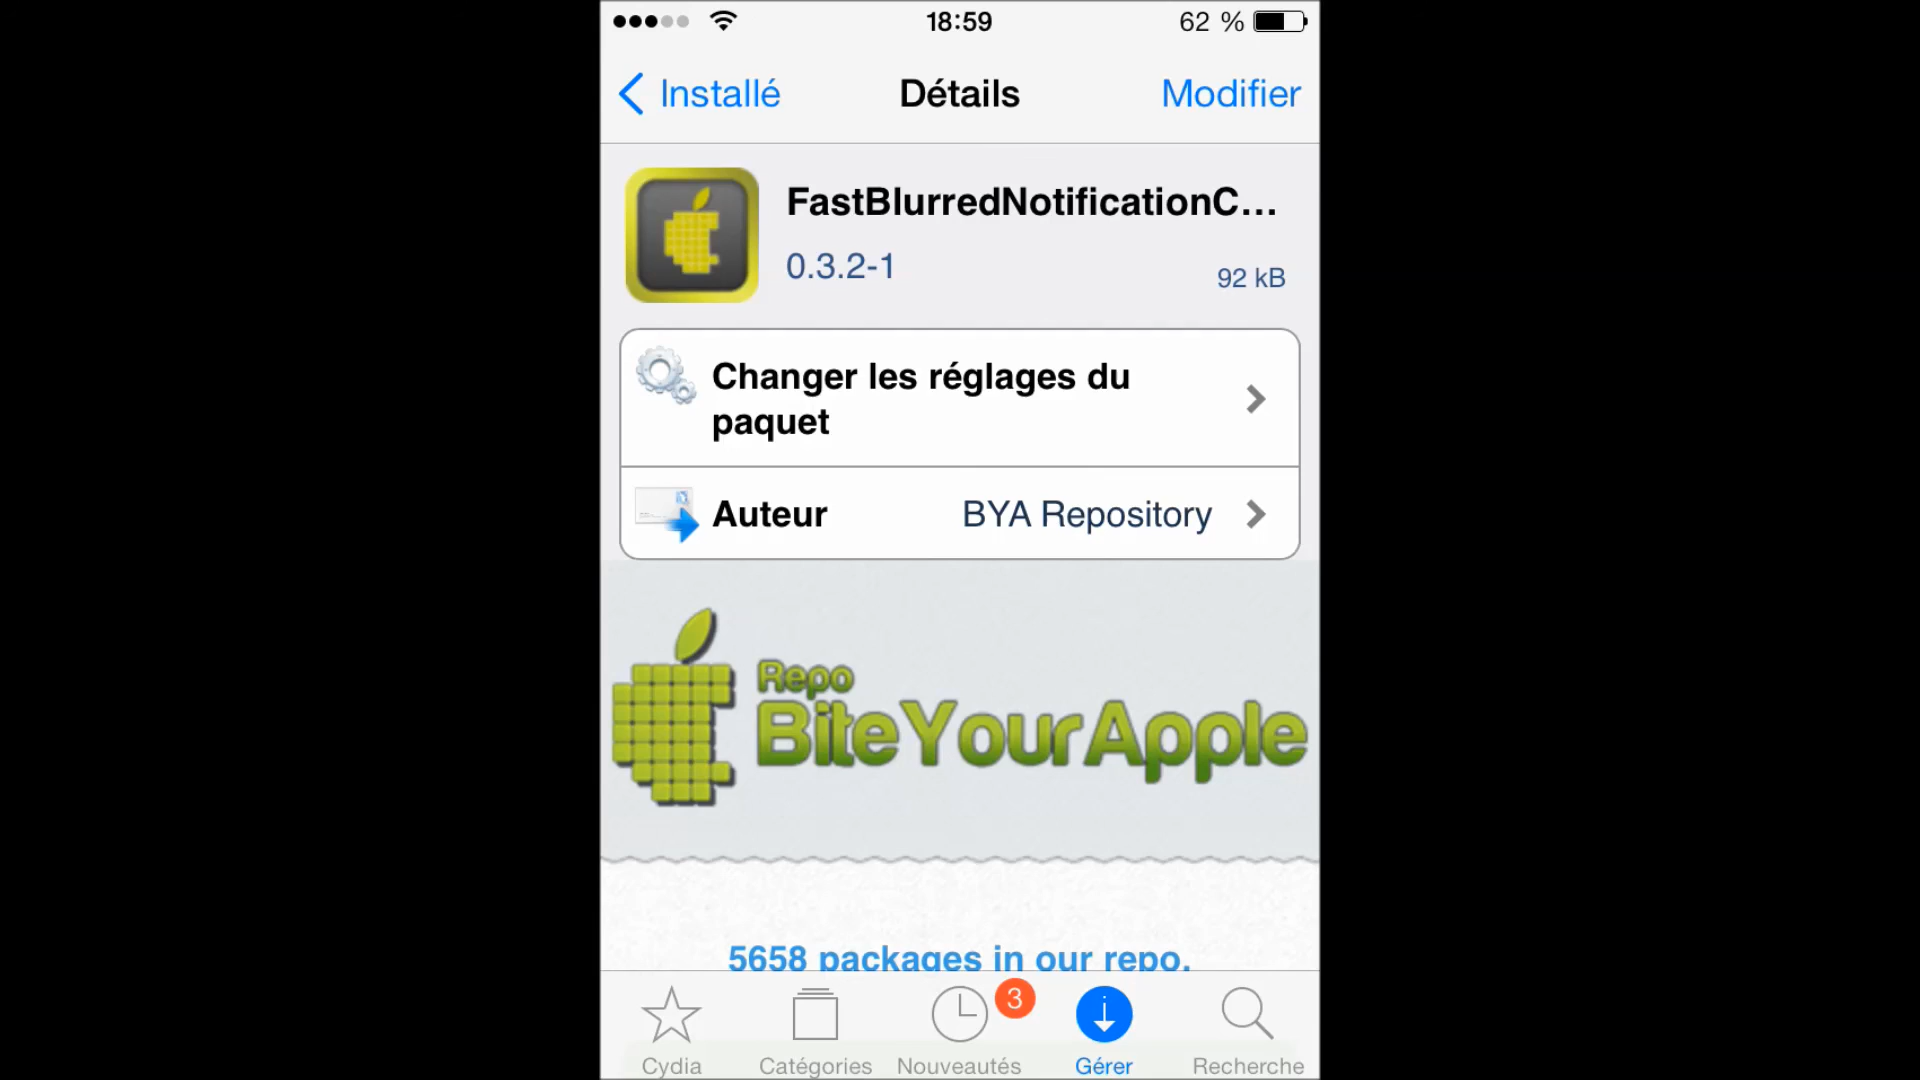 18:59
62 %
Installé
Détails
Modifier
FastBlurredNotificationC...
0.3.2-1
92 kB
Changer les réglages du
paquet
Auteur
BYA Repository
Repo
BiteYourApple
5658 packages in our repo.
3
Cydia
Catégories
Nouveautés
Gérer
Recherche